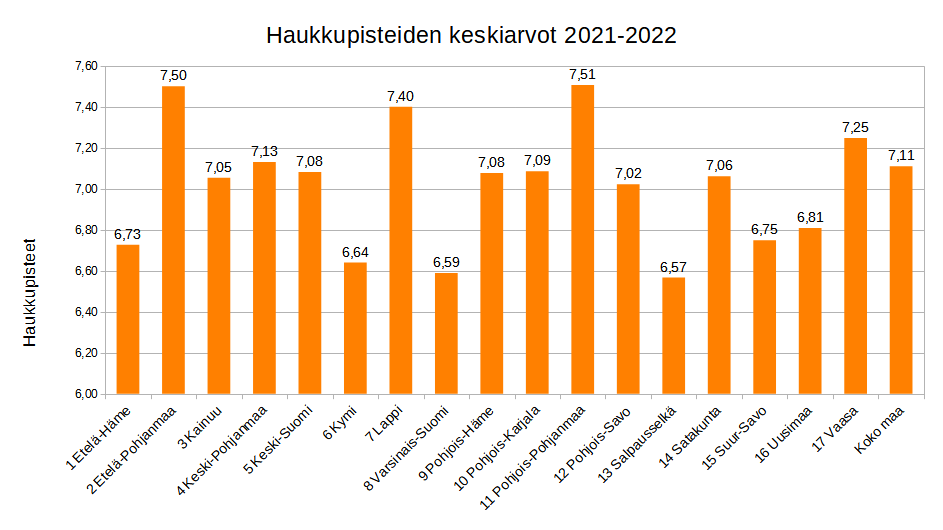 Haukkupisteiden keskiarvot 2021-2022
Haukkupisteet
7,60
7,40
7,20
7,00
6,80
6,60
6,40
6,20
6,00
6,73
7,50
7,05
7,13
7,08
6,64
7,40
6,59
7,08
7,09
7,51
7,02
6,57
7,06
6,75
6,81
7,25
7,11
1 Etelä-Häme
2 Etelä-Pohjanmaa
3 Kainuu
4 Keski-Pohjanmaa
5 Keski-Suomi
6 Kymi
7 Lappi
8 Varsinais-Suomi
9 Pohjois-Häme
10 Pohjois-Karjala
11 Pohjois-Pohjanmaa
12 Pohjois-Savo
13 Salpausselkä
14 Satakunta
15 Suur-Savo
16 Uusimaa
17 Vaasa
Koko maa